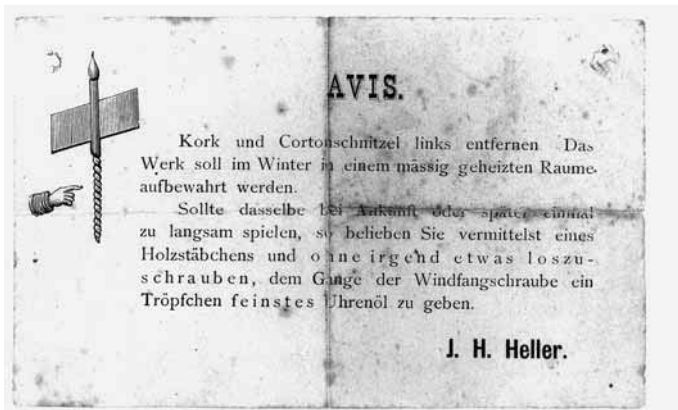 AVIS.
Kork und Cortonschnitzel links entfernen Das
Werk soll im Winter in einem mässig geheizten Raume
aufbewahrt werden.
Sollte dasselbe bei Ankunft oder später einmal
zu langsam spielen, so belieben Sie vermittelst eines
Holzstäbchens und ohne irgend etwas loszu-
schrauben, dem Gange der Windfangschraube ein
Tröpfchen feinstes Uhrenöl zu geben.
J. H. Heller.